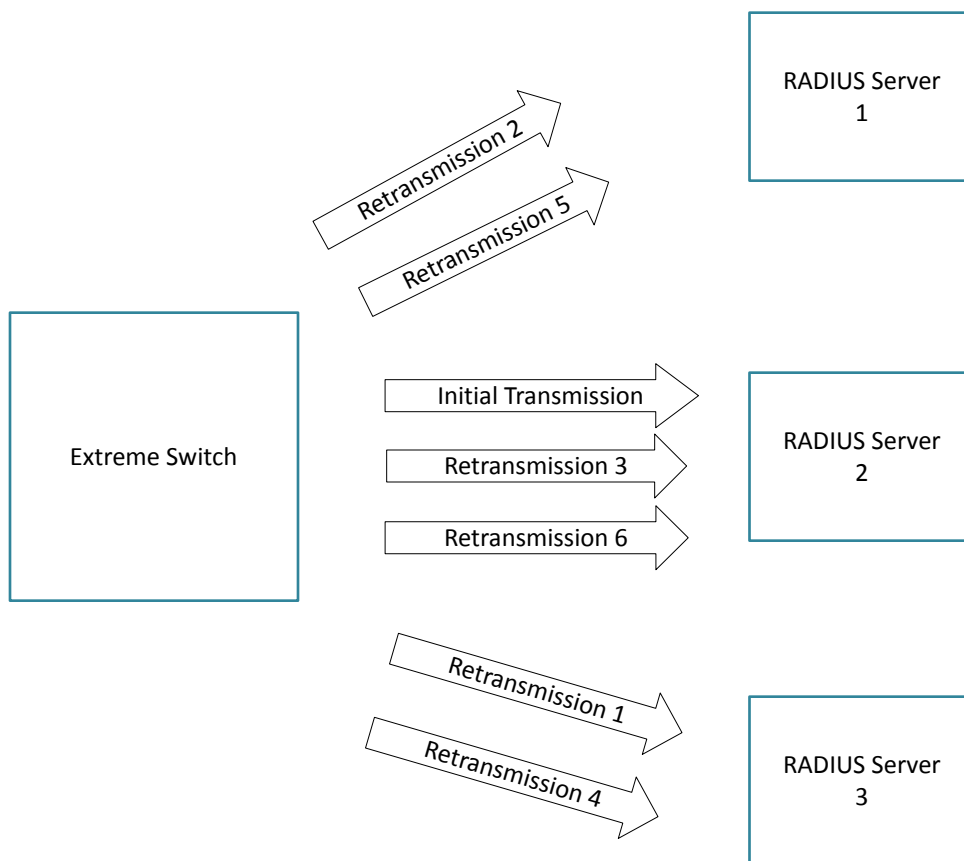 RADIUS Server
1
Retransmission 2
Retransmission 5
Extreme Switch
Initial Transmission
Retransmission 3
Retransmission 6
RADIUS Server
2
Retransmission 1
Retransmission 4
RADIUS Server
3